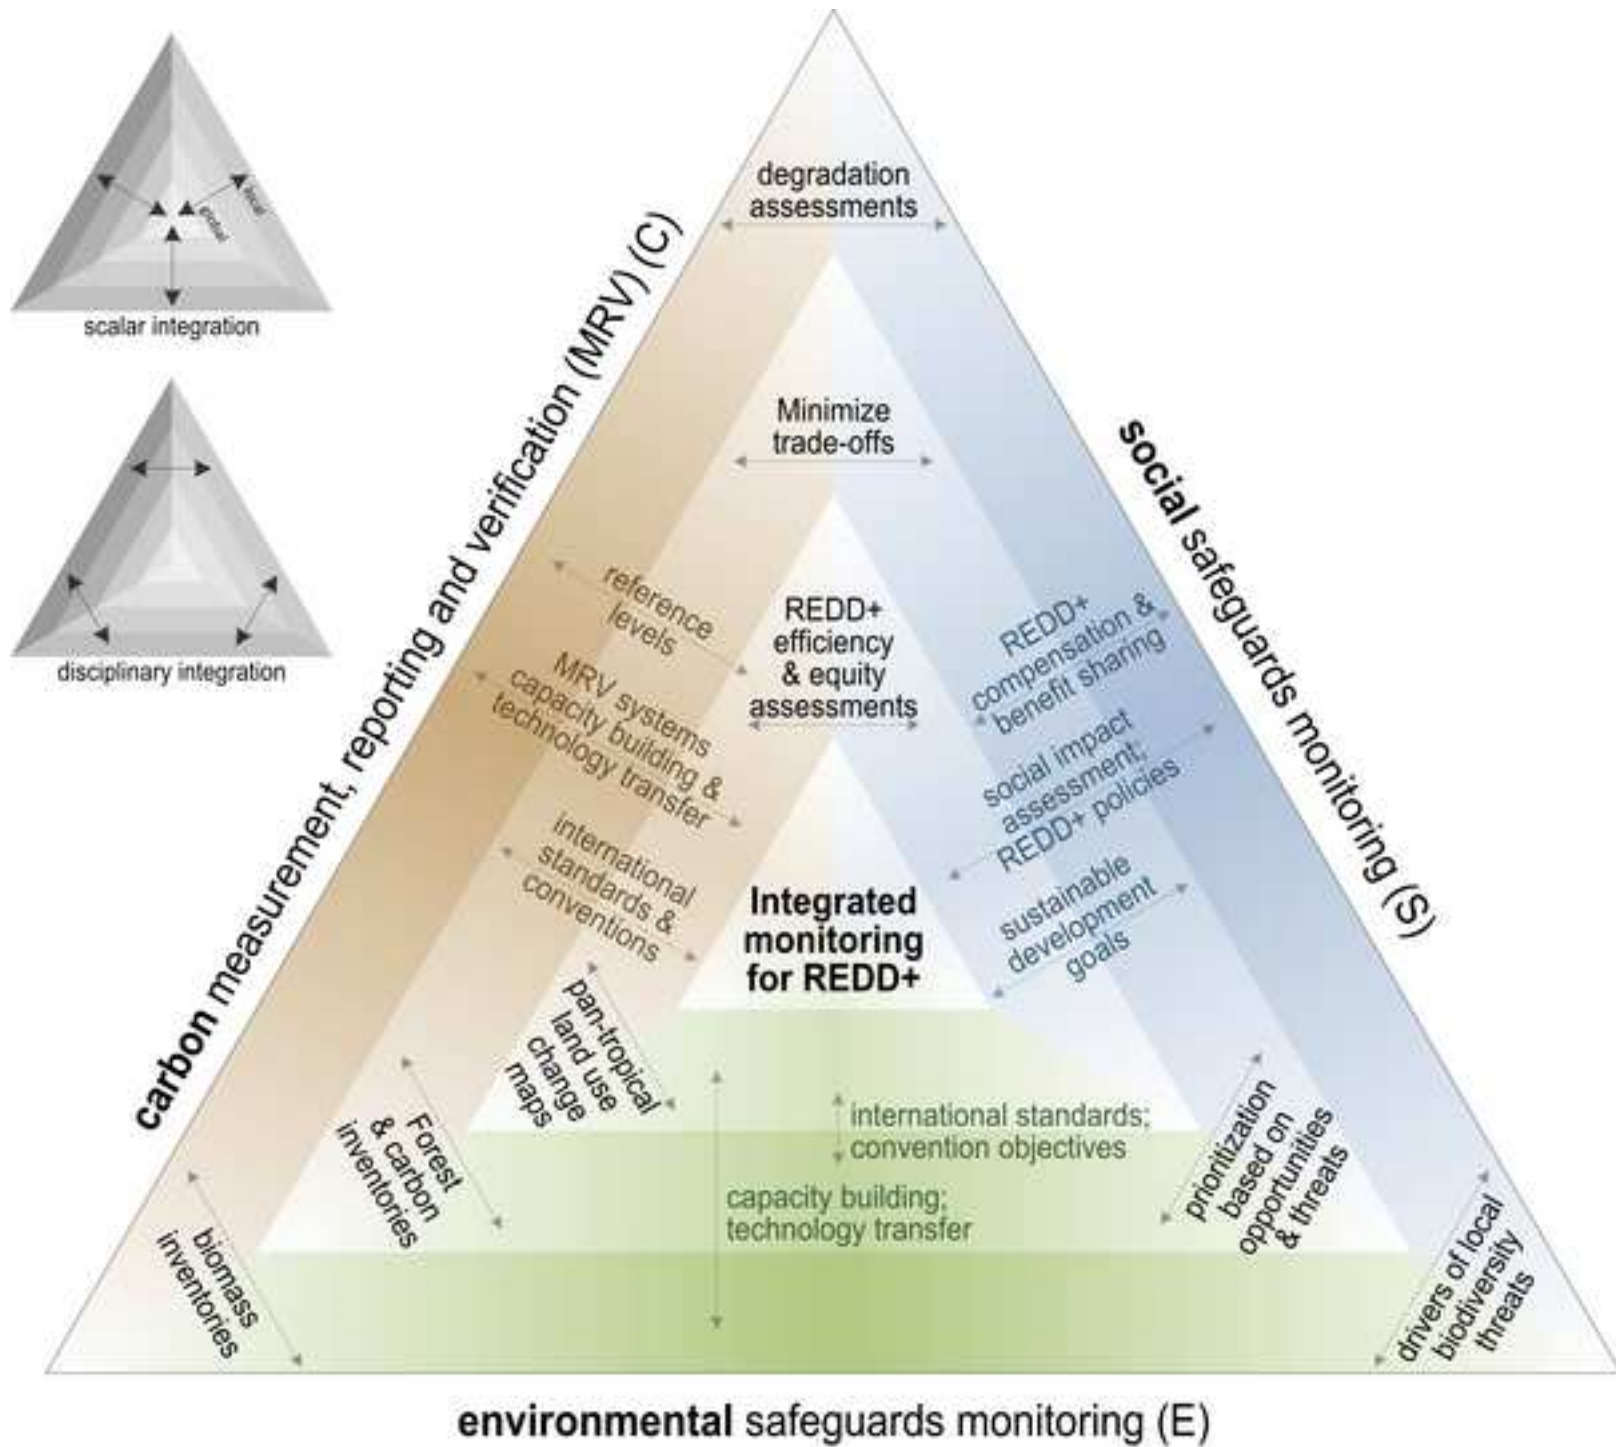 local
global
scalar integration
disciplinary integration
carbon measurement, reporting and verification (MRV) (C)
social safeguards monitoring (S)
environmental safeguards monitoring (E)
degradation
assessments
Minimize
trade-offs
REDD+
efficiency
& equity
assessments
Integrated
monitoring
for REDD+
reference
levels
MRV systems
capacity building &
technology transfer
international
standards &
conventions
REDD+
compensation &
benefit sharing
social impact
assessment;
REDD+ policies
sustainable
development
goals
pan-tropical
land use
change
maps
Forest
& carbon
inventories
biomass
inventories
international standards;
convention objectives
capacity building;
technology transfer
prioritization
based on
opportunities
& threats
drivers of local
biodiversity
threats